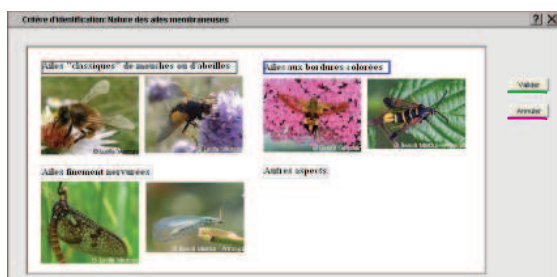 Critère d'identification: Nature des ailes membraneuses
? X
Ailes "classiques" de mouches ou d'abeilles
Ailes aux bordures colorées
Valider
Annuler
Ailes finement nervurées
Autres aspects